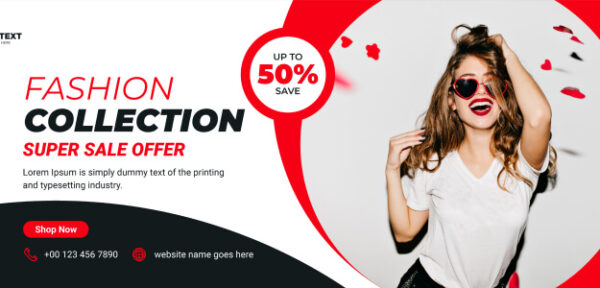 TEXT
HERE
UP TO
50%
SAVE
FASHION
COLLECTION
SUPER SALE OFFER
Lorem Ipsum is simply dummy text of the printing
and typesetting industry.
Shop Now
+00 123 456 7890
website name goes here